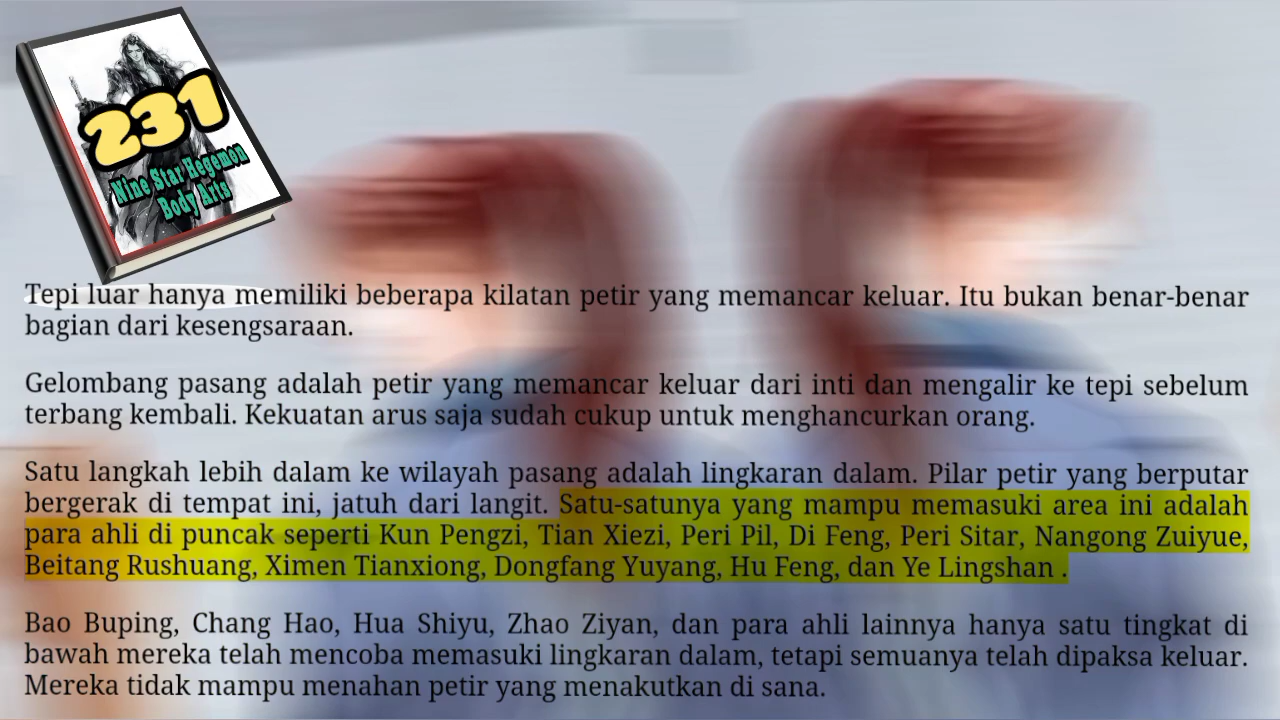 231
Nine Star Hegemon
Body Arts
Tepi luar hanya memiliki beberapa kilatan petir yang memancar keluar. Itu bukan benar-benar
bagian dari kesengsaraan.
Gelombang pasang adalah petir yang memancar keluar dari inti dan mengalir ke tepi sebelum
terbang kembali. Kekuatan arus saja sudah cukup untuk menghancurkan orang.
Satu langkah lebih dalam ke wilayah pasang adalah lingkaran dalam. Pilar petir yang berputar
bergerak di tempat ini, jatuh dari langit. Satu-satunya yang mampu memasuki area ini adalah
para ahli di puncak seperti Kun Pengzi, Tian Xiezi, Peri Pil, Di Feng, Peri Sitar, Nangong Zuiyue,
Beitang Rushuang, Ximen Tianxiong, Dongfang Yuyang, Hu Feng, dan Ye Lingshan .
Bao Buping, Chang Hao, Hua Shiyu, Zhao Ziyan, dan para ahli lainnya hanya satu tingkat di
bawah mereka telah mencoba memasuki lingkaran dalam, tetapi semuanya telah dipaksa keluar.
Mereka tidak mampu menahan petir yang menakutkan di sana.